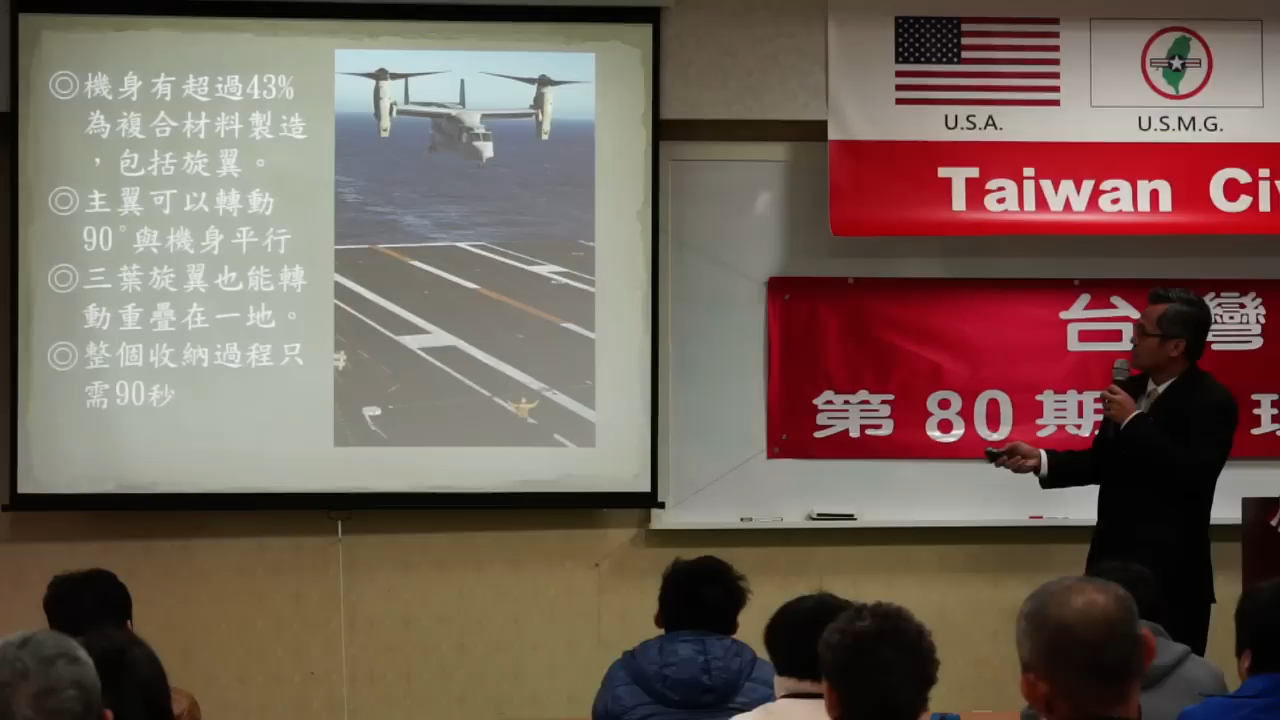 ◎機身有超過43%
為複合材料製造
，包括旋翼。
◎主翼可以轉動
90°與機身平行
◎三葉旋翼也能轉
動重疊在一地。
◎整個收納過程只
需90秒
U.S.A.
U.S.M.G.
Taiwan Ci
台灣
第80期